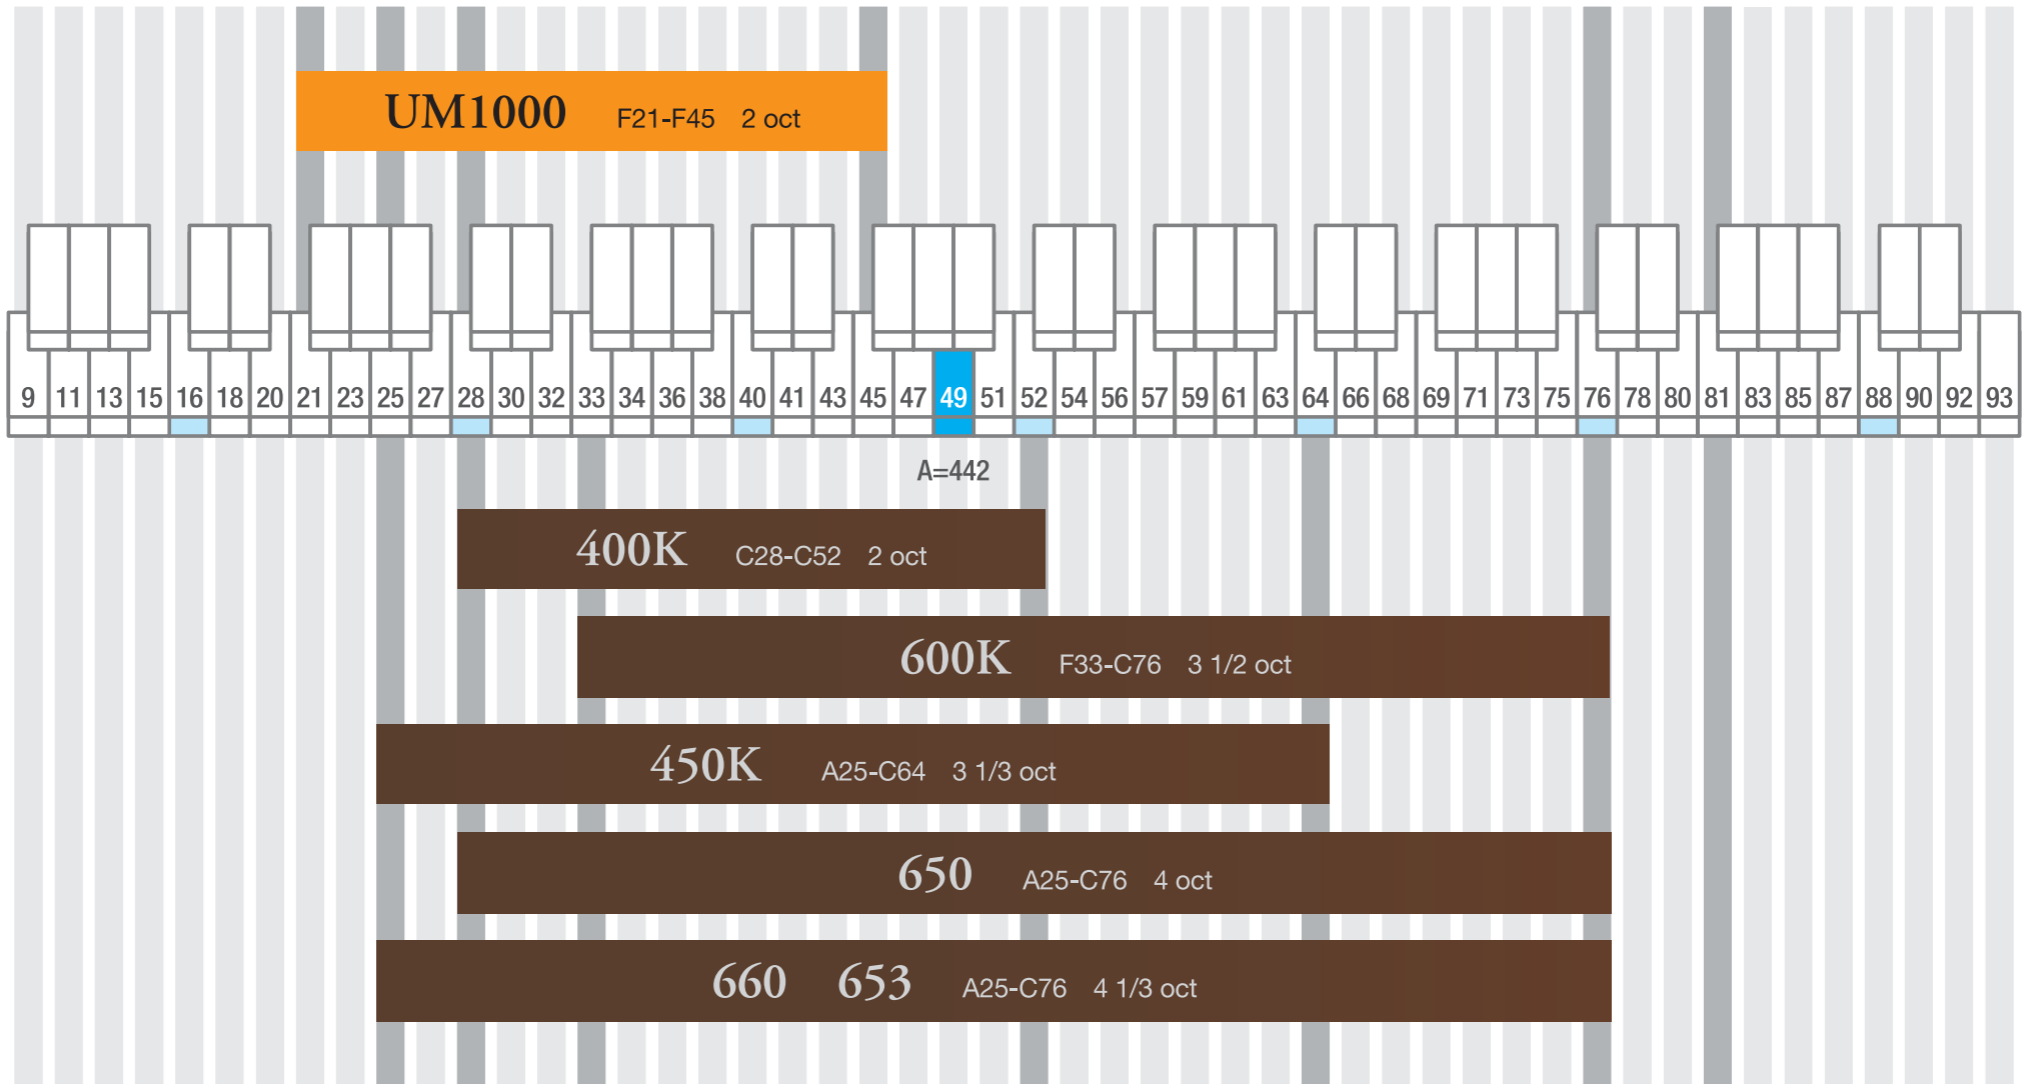 UM1000 F21-F45 2 oct
9 11 13 15 16 18 20 21 23 25 27 28 30 32 33 34 36 38 40 41 43 45 47 49 51 52 54 56 57 59 61 63 64 66 68 69 71 73 75 76 78 80 81 83 85 87 88 90 92 93
A=442
400K C28-C52 2 oct
600K F33-C76 3 1/2 oct
450K A25-C64 3 1/3 oct
650 A25-C76 4 oct
660 653 A25-C76 4 1/3 oct